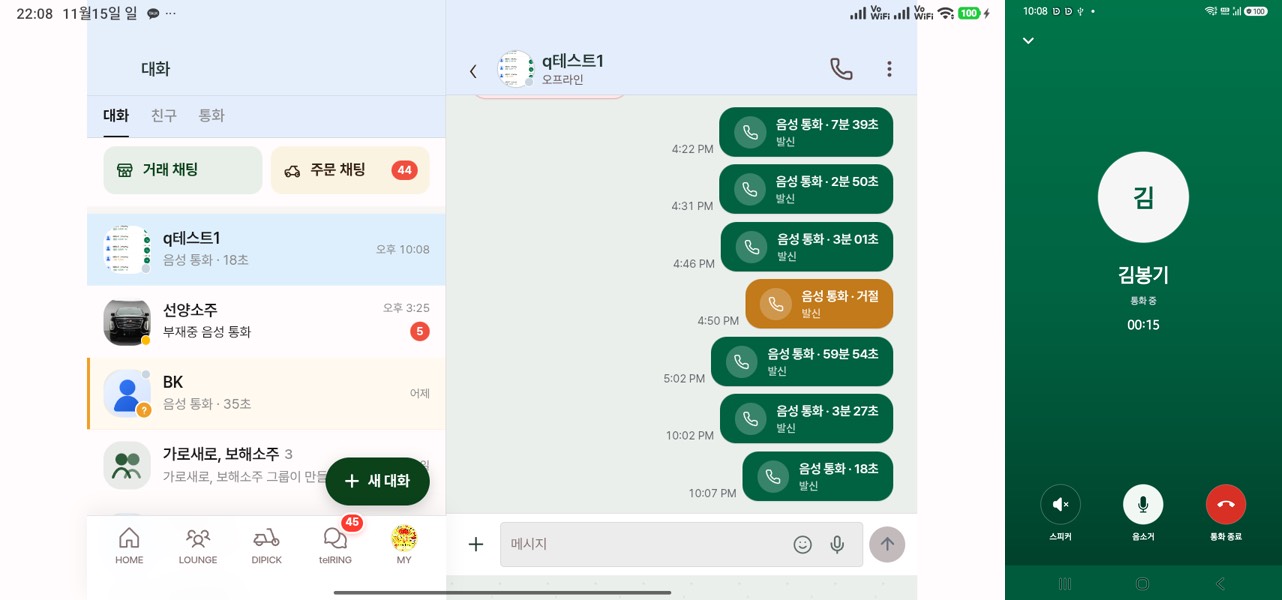 22:08 11월15일 일 ···
Vo WiFi Vo WiFi 100
대화
대화 친구 통화
거래 채팅
주문 채팅 44
q테스트1
음성 통화 · 18초
오후 10:08
선양소주
부재중 음성 통화
오후 3:25
5
BK
음성 통화 · 35초
어제
?
가로새로, 보해소주 3
가로새로, 보해소주 그룹이 만들
일
+ 새 대화
HOME
LOUNGE
DIPICK
telRING
45
MY
q테스트1
오프라인
음성 통화 · 7분 39초
발신
4:22 PM
음성 통화 · 2분 50초
발신
4:31 PM
음성 통화 · 3분 01초
발신
4:46 PM
음성 통화 · 거절
발신
4:50 PM
음성 통화 · 59분 54초
발신
5:02 PM
음성 통화 · 3분 27초
발신
10:02 PM
음성 통화 · 18초
발신
10:07 PM
메시지
10:08
100
김
김봉기
통화 중
00:15
스피커
음소거
통화 종료